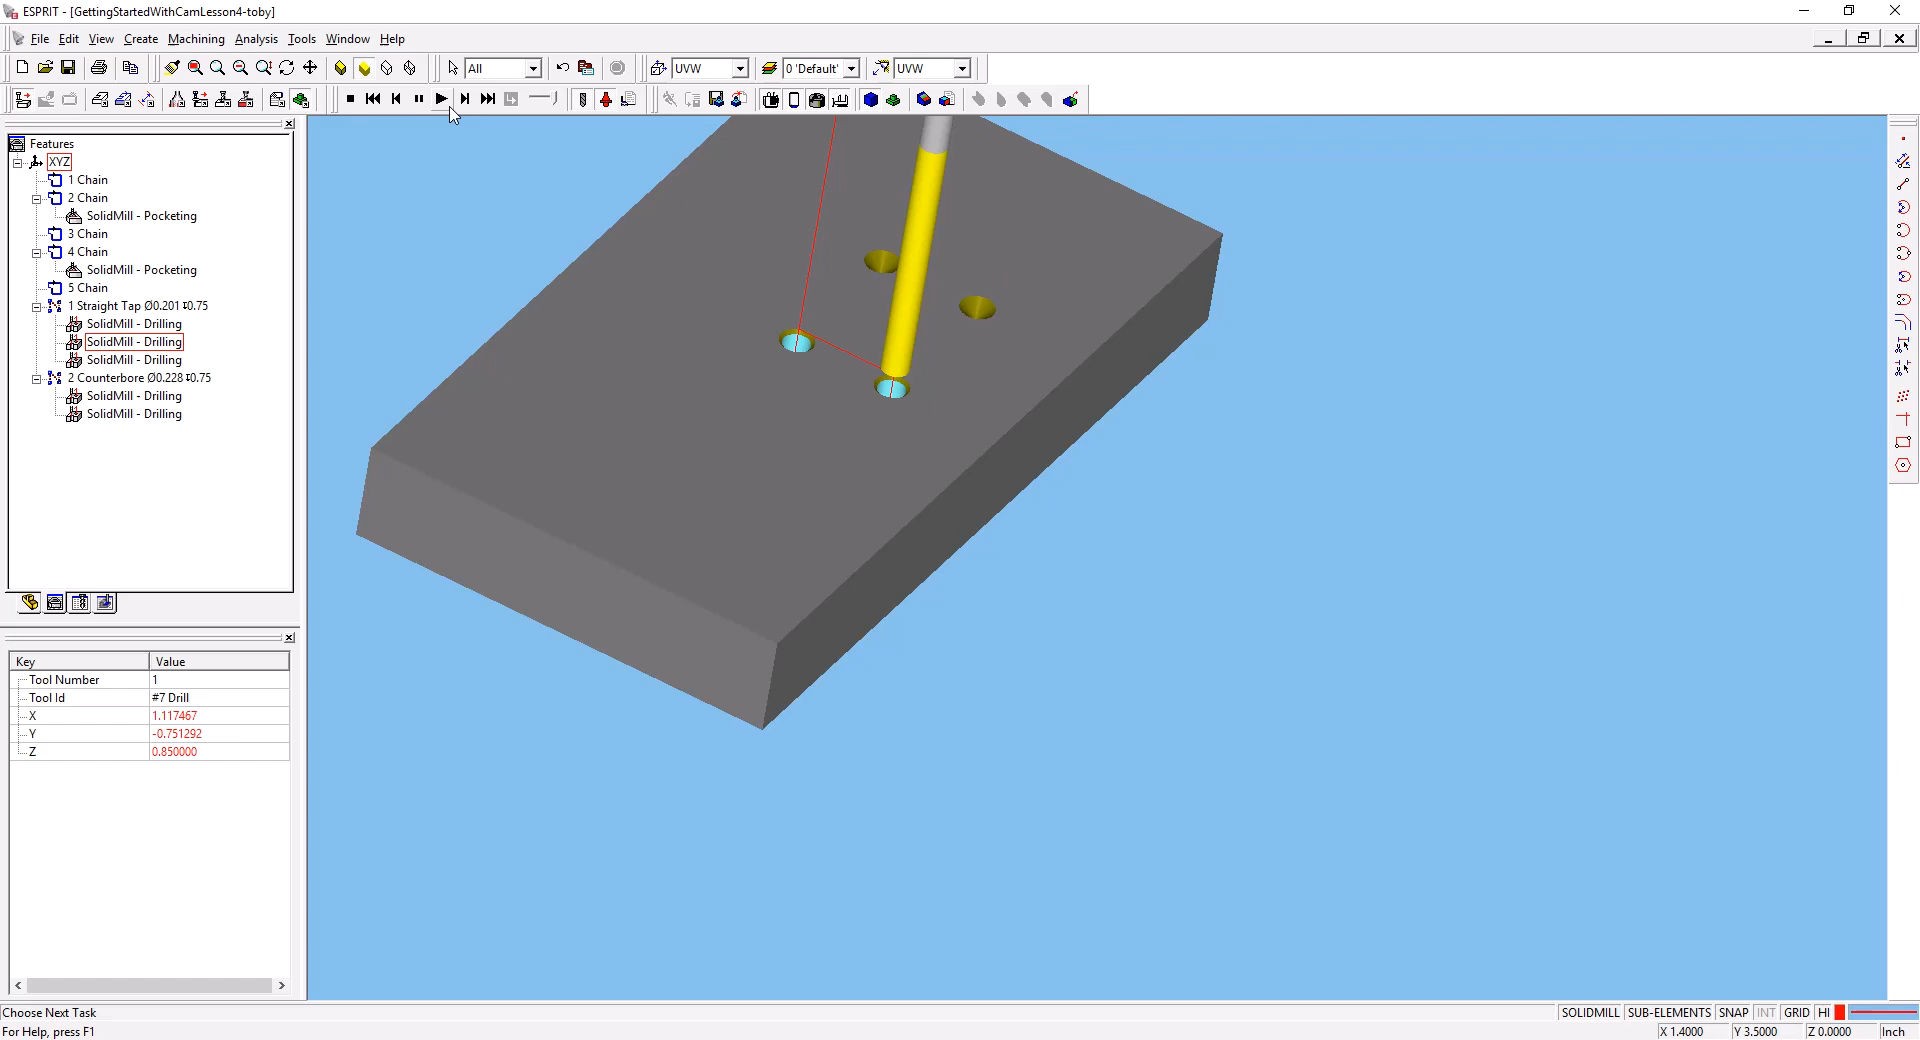 ESPRIT - [GettingStartedWithCamLesson4-toby]
File Edit View Create Machining Analysis Tools Window Help
All UVW 0 'Default' UVW
Features
XYZ
1 Chain
2 Chain
SolidMill - Pocketing
3 Chain
4 Chain
SolidMill - Pocketing
5 Chain
1 Straight Tap Ø0.201 ↧0.75
SolidMill - Drilling
SolidMill - Drilling
SolidMill - Drilling
2 Counterbore Ø0.228 ↧0.75
SolidMill - Drilling
SolidMill - Drilling
Key Value
Tool Number 1
Tool Id #7 Drill
X 1.117467
Y -0.751292
Z 0.850000
Choose Next Task SOLIDMILL SUB-ELEMENTS SNAP INT GRID HI
For Help, press F1 X 1.4000 Y 3.5000 Z 0.0000 Inch